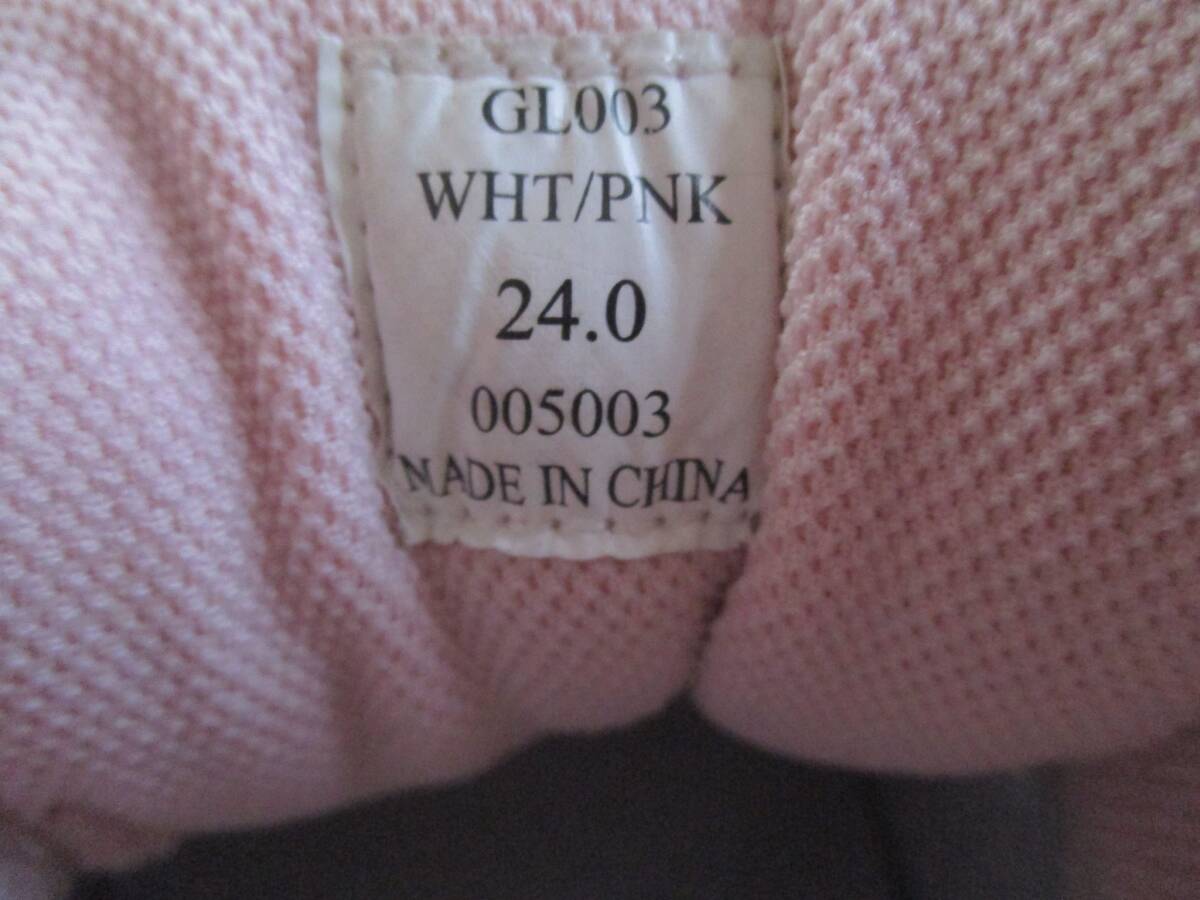 GL003
WHT/PNK
24.0
005003
MADE IN CHINA